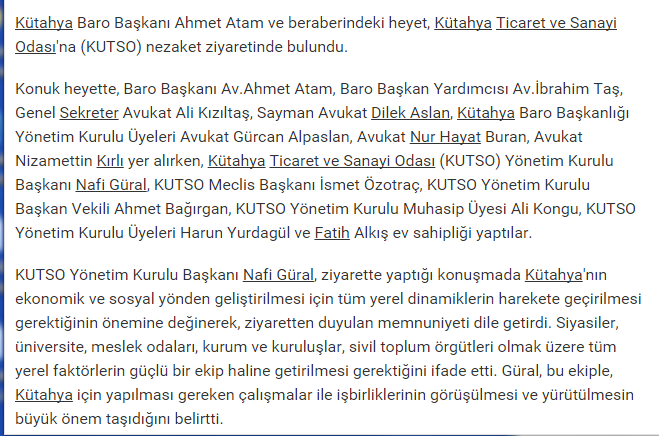 Kütahya Baro Başkanı Ahmet Atam ve beraberindeki heyet, Kütahya Ticaret ve Sanayi
Odası'na (KUTSO) nezaket ziyaretinde bulundu.
Konuk heyette, Baro Başkanı Av.Ahmet Atam, Baro Başkan Yardımcısı Av.İbrahim Taş,
Genel Sekreter Avukat Ali Kızıltaş, Sayman Avukat Dilek Aslan, Kütahya Baro Başkanlığı
Yönetim Kurulu Üyeleri Avukat Gürcan Alpaslan, Avukat Nur Hayat Buran, Avukat
Nizamettin Kırlı yer alırken, Kütahya Ticaret ve Sanayi Odası (KUTSO) Yönetim Kurulu
Başkanı Nafi Güral, KUTSO Meclis Başkanı İsmet Özotraç, KUTSO Yönetim Kurulu
Başkan Vekili Ahmet Bağırgan, KUTSO Yönetim Kurulu Muhasip Üyesi Ali Kongu, KUTSO
Yönetim Kurulu Üyeleri Harun Yurdagül ve Fatih Alkış ev sahipliği yaptılar.
KUTSO Yönetim Kurulu Başkanı Nafi Güral, ziyarette yaptığı konuşmada Kütahya'nın
ekonomik ve sosyal yönden geliştirilmesi için tüm yerel dinamiklerin harekete geçirilmesi
gerektiğinin önemine değinerek, ziyaretten duyulan memnuniyeti dile getirdi. Siyasiler,
üniversite, meslek odaları, kurum ve kuruluşlar, sivil toplum örgütleri olmak üzere tüm
yerel faktörlerin güçlü bir ekip haline getirilmesi gerektiğini ifade etti. Güral, bu ekiple,
Kütahya için yapılması gereken çalışmalar ile işbirliklerinin görüşülmesi ve yürütülmesin
büyük önem taşıdığını belirtti.